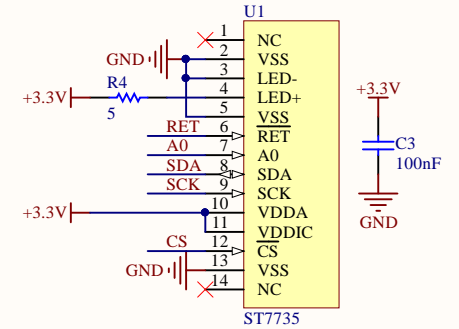 U1
1 NC
GND 2 VSS
R4 3 LED-
+3.3V 4 LED+ +3.3V
5 5 VSS
RET 6 RET C3
A0 7 A0 100nF
SDA 8 SDA
SCK 9 SCK
+3.3V 10 VDDA GND
11 VDDIC
CS 12 CS
GND 13 VSS
14 NC
ST7735